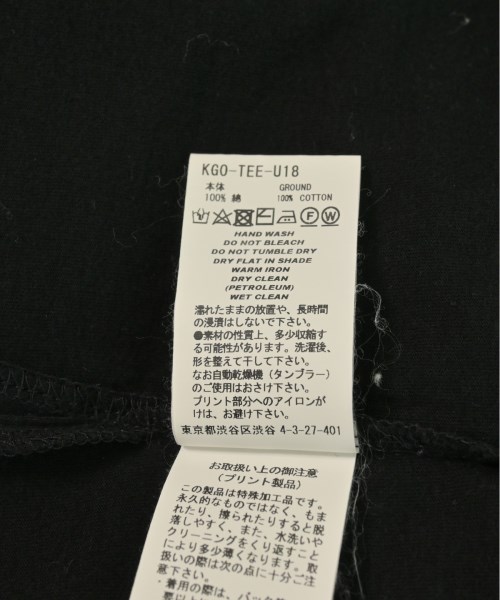 KGO-TEE-U18
本体 GROUND
100% 綿 100% COTTON
HAND WASH
DO NOT BLEACH
DO NOT TUMBLE DRY
DRY FLAT IN SHADE
WARM IRON
DRY CLEAN
(PETROLEUM)
WET CLEAN
濡れたままの放置や、長時間
の浸漬はしないで下さい。
●素材の性質上、多少収縮す
る可能性があります。洗濯後、
形を整えて干して下さい。
なお自動乾燥機（タンブラー）
のご使用はおさけ下さい。
プリント部分へのアイロンが
けは、お避け下さい。
東京都渋谷区渋谷 4-3-27-401
お取扱い上の御注意
（プリント製品）
この製品は特殊加工品です。
永久的なものではなく、もま
れたり、擦られたりすると脱
落しやすく、また、水洗いや
クリーニングをくり返すこと
により多少薄くなります。取
扱いの際は次の点に十分ご注
意下さい。
・着用の際は、バッグ